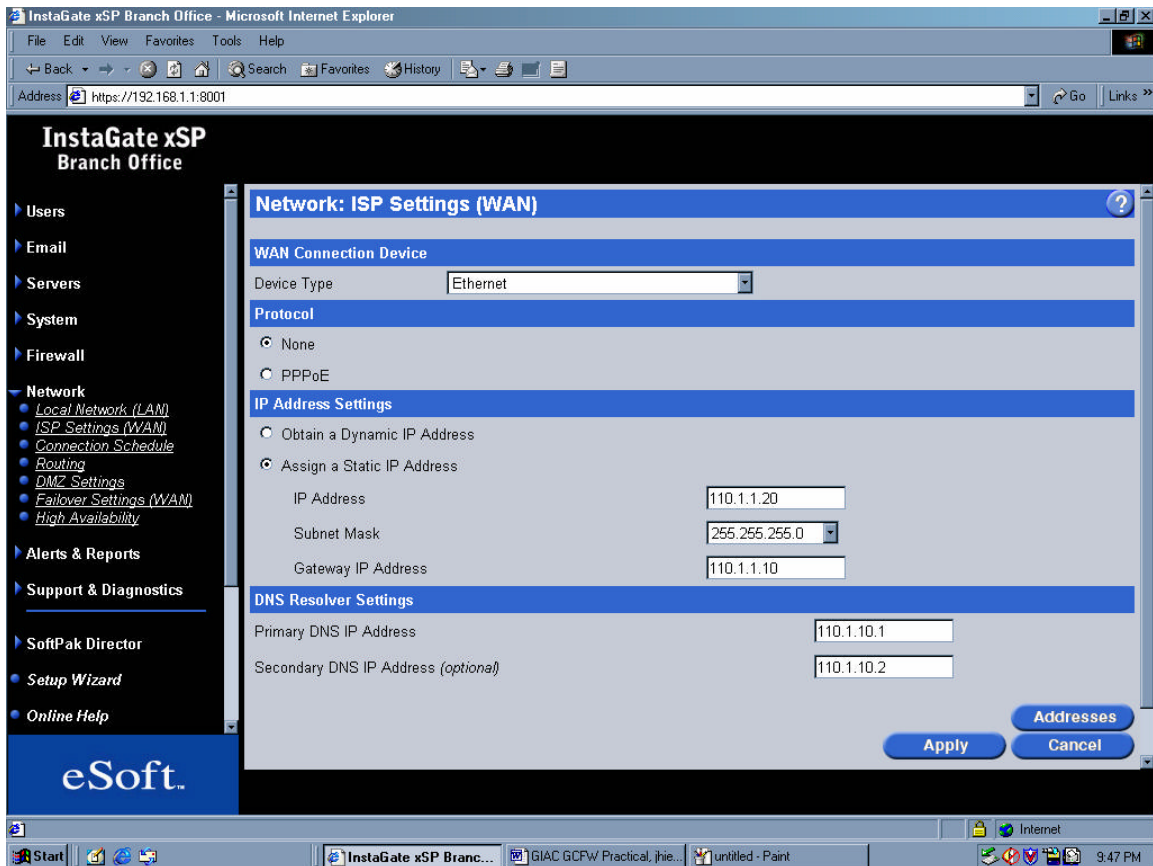 InstaGate xSP Branch Office - Microsoft Internet Explorer
File Edit View Favorites Tools Help
Back Search Favorites History
Address https://192.168.1.1:8001 Go Links »
InstaGate xSP
Branch Office
Users
Email
Servers
System
Firewall
Network
Local Network (LAN)
ISP Settings (WAN)
Connection Schedule
Routing
DMZ Settings
Failover Settings (WAN)
High Availability
Alerts & Reports
Support & Diagnostics
SoftPak Director
Setup Wizard
Online Help
eSoft™
Network: ISP Settings (WAN) ?
WAN Connection Device
Device Type Ethernet
Protocol
None
PPPoE
IP Address Settings
Obtain a Dynamic IP Address
Assign a Static IP Address
IP Address 110.1.1.20
Subnet Mask 255.255.255.0
Gateway IP Address 110.1.1.10
DNS Resolver Settings
Primary DNS IP Address 110.1.10.1
Secondary DNS IP Address (optional) 110.1.10.2
Addresses
Apply Cancel
Internet
Start InstaGate xSP Branc... GIAC GCFW Practical, jhie... untitled - Paint 9:47 PM